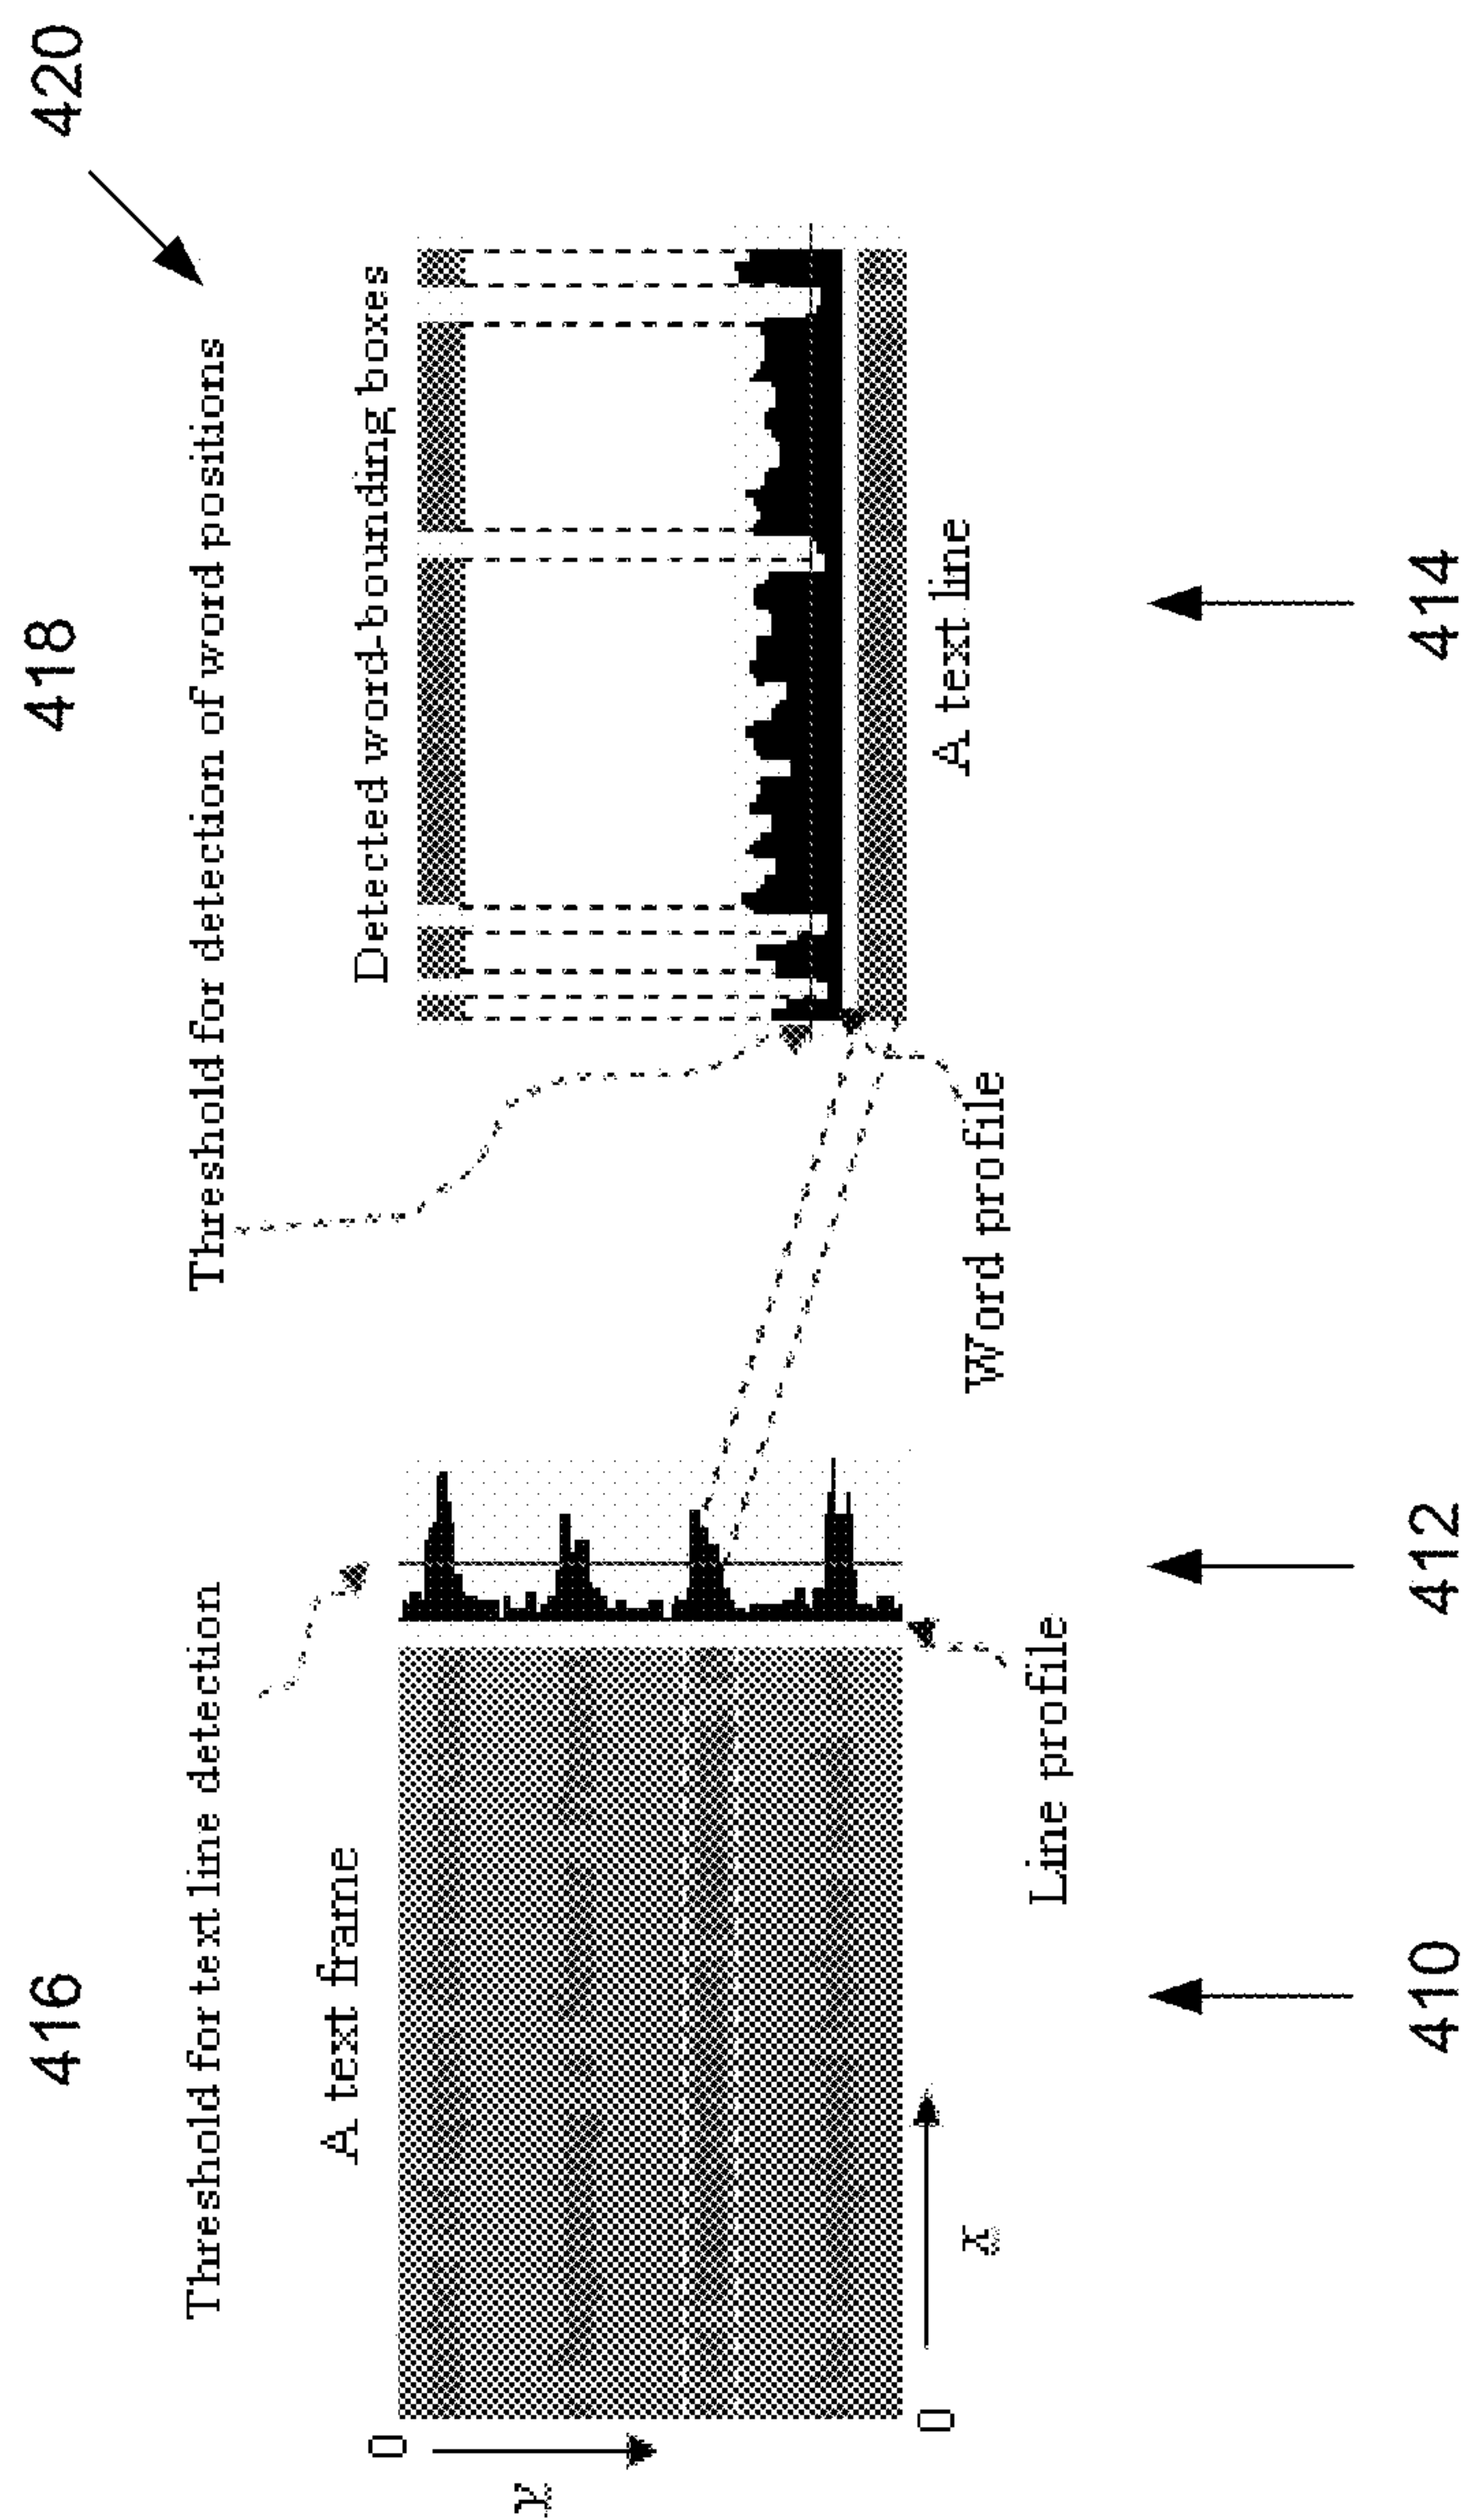 416
418
420
Threshold for text line detection
Threshold for detection of word positions
A text frame
Detected word-bounding boxes
0
y
0
x
Line profile
Word profile
A text line
410
412
414